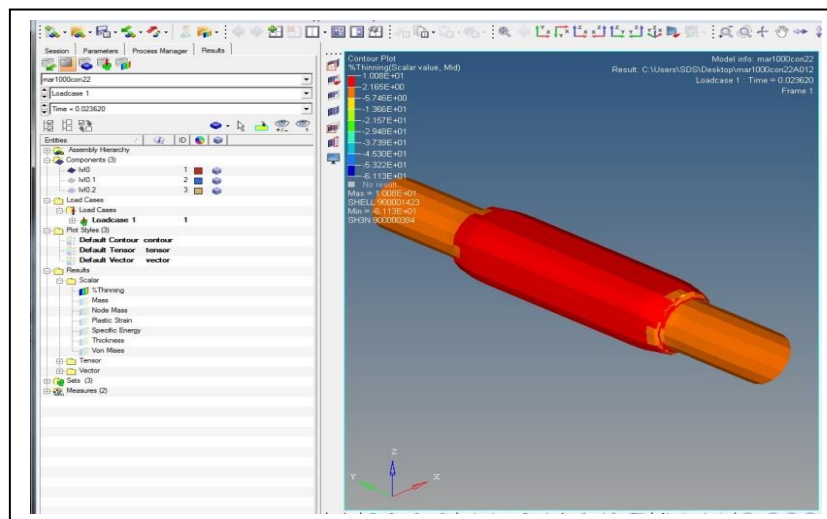 Session Parameters Process Manager Results
mar1000con22
Loadcase 1
Time = 0.023620
Entities ID
Assembly Hierarchy
Components (3)
lvl0 1
lvl0.1 2
lvl0.2 3
Load Cases
Load Cases
Loadcase 1 1
Plot Styles (3)
Default Contour contour
Default Tensor tensor
Default Vector vector
Results
Scalar
%Thinning
Mass
Node Mass
Plastic Strain
Specific Energy
Thickness
Von Mises
Tensor
Vector
Sets (3)
Measures (2)
Contour Plot
%Thinning(Scalar value, Mid)
1.008E+01
2.165E+00
-5.746E+00
-1.366E+01
-2.157E+01
-2.948E+01
-3.739E+01
-4.530E+01
-5.322E+01
-6.113E+01
No result
Max = 1.008E+01
SHELL 900001423
Min = -6.113E+01
SH3N 900000394
Model info: mar1000con22
Result: C:\Users\SDS\Desktop\mar1000con22A012
Loadcase 1 : Time = 0.023620
Frame 1
Z
Y
X